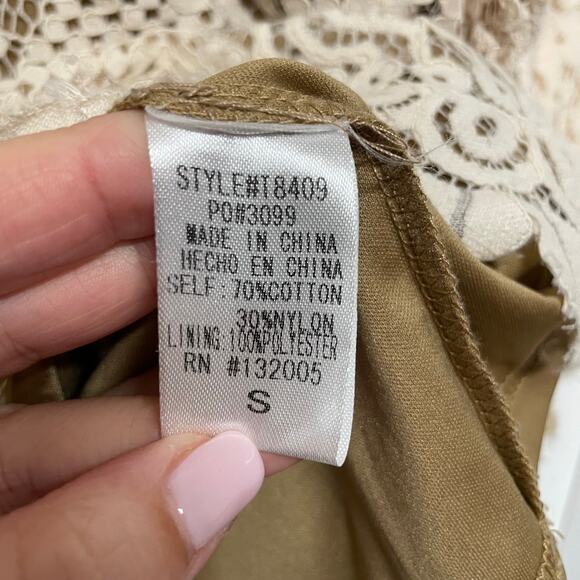 STYLE#T8409
PO#3099
MADE IN CHINA
HECHO EN CHINA
SELF:70%COTTON
30%NYLON
LINING:100%POLYESTER
RN #132005
S